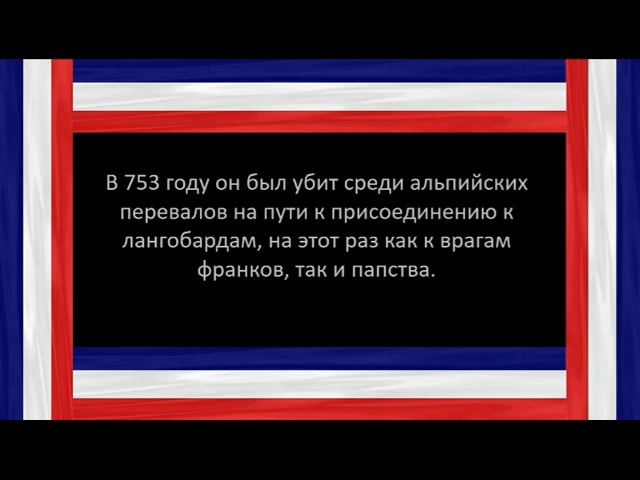 В 753 году он был убит среди альпийских
перевалов на пути к присоединению к
лангобардам, на этот раз как к врагам
франков, так и папства.